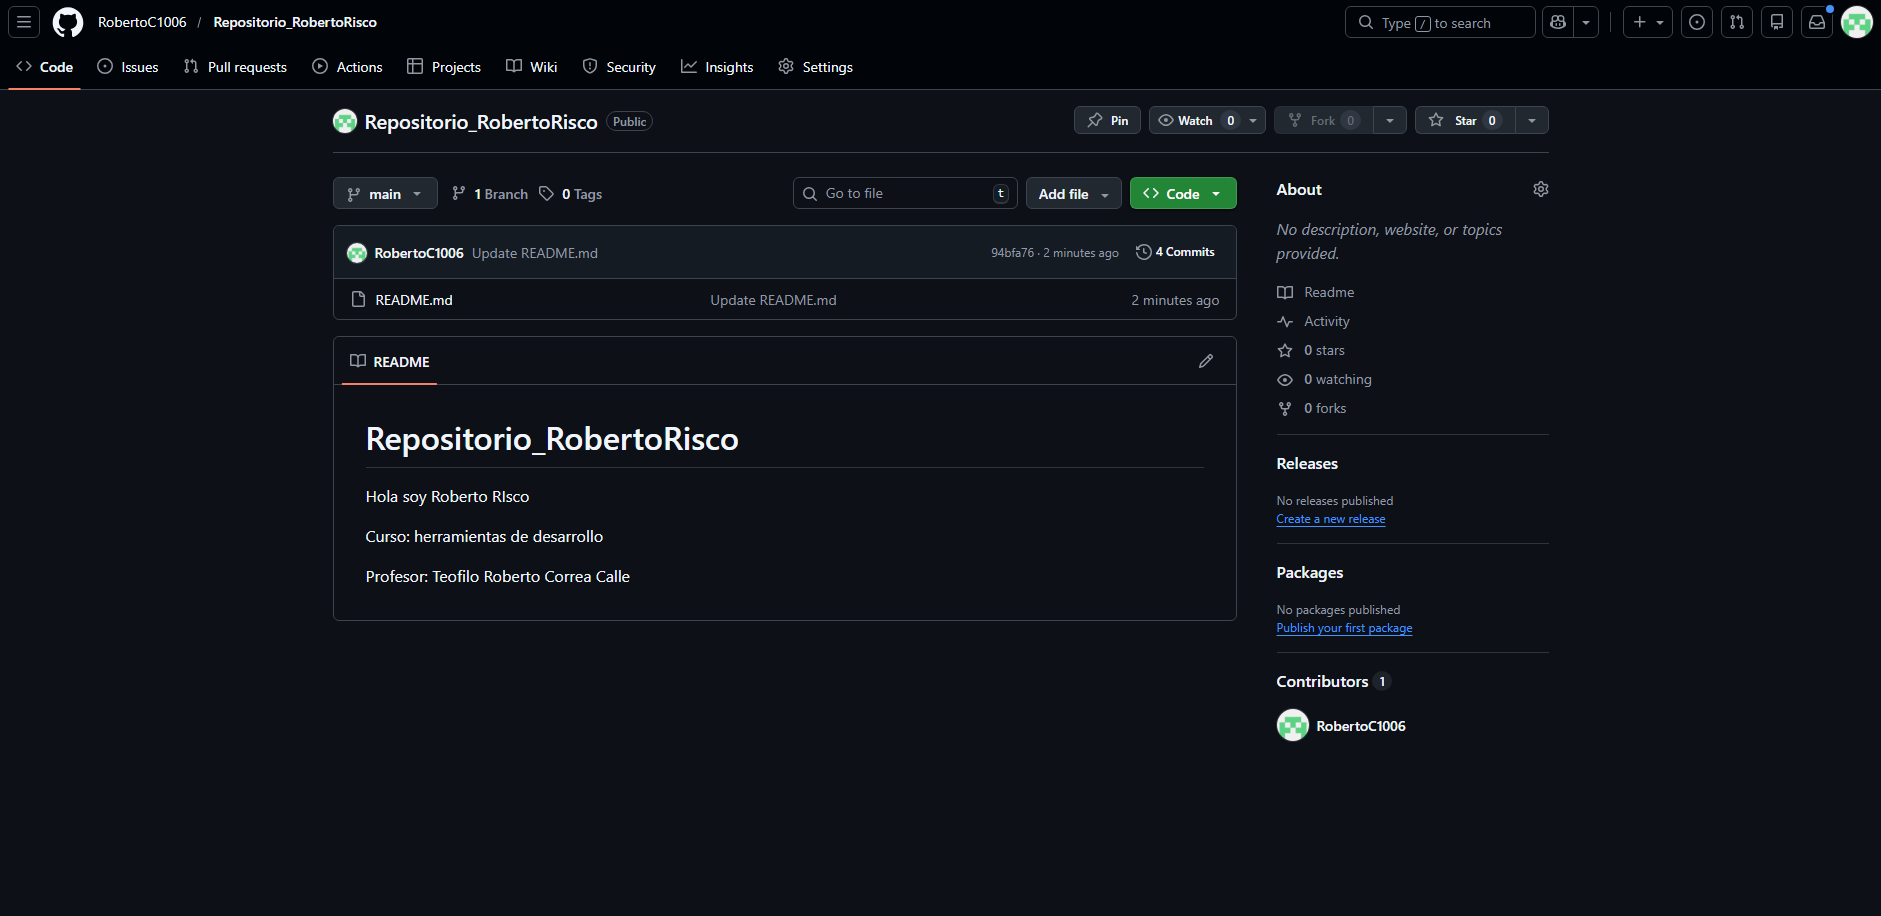 RobertoC1006 / Repositorio_RobertoRisco
Type / to search
Code Issues Pull requests Actions Projects Wiki Security Insights Settings
Repositorio_RobertoRisco Public
Pin Watch 0 Fork 0 Star 0
main 1 Branch 0 Tags
Go to file t Add file Code
RobertoC1006 Update README.md 94bfa76 · 2 minutes ago 4 Commits
README.md Update README.md 2 minutes ago
README
Repositorio_RobertoRisco
Hola soy Roberto RIsco
Curso: herramientas de desarrollo
Profesor: Teofilo Roberto Correa Calle
About
No description, website, or topics
provided.
Readme
Activity
0 stars
0 watching
0 forks
Releases
No releases published
Create a new release
Packages
No packages published
Publish your first package
Contributors 1
RobertoC1006